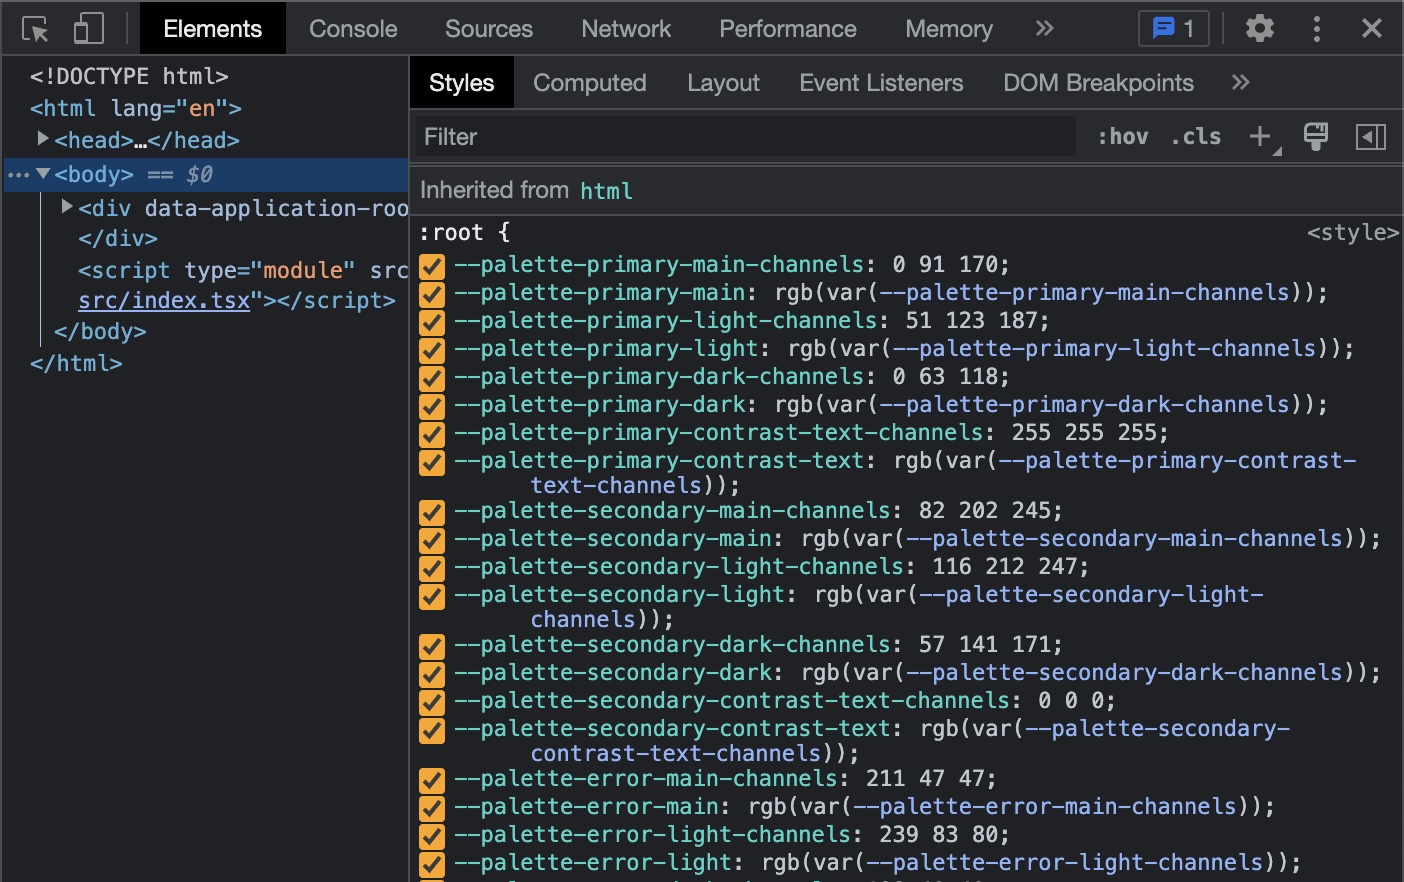 Elements Console Sources Network Performance Memory » 1
<!DOCTYPE html>
<html lang="en">
<head>…</head>
<body> == $0
<div data-application-roo
</div>
<script type="module" src
src/index.tsx"></script>
</body>
</html>
Styles Computed Layout Event Listeners DOM Breakpoints »
Filter :hov .cls +
Inherited from html
:root { <style>
--palette-primary-main-channels: 0 91 170;
--palette-primary-main: rgb(var(--palette-primary-main-channels));
--palette-primary-light-channels: 51 123 187;
--palette-primary-light: rgb(var(--palette-primary-light-channels));
--palette-primary-dark-channels: 0 63 118;
--palette-primary-dark: rgb(var(--palette-primary-dark-channels));
--palette-primary-contrast-text-channels: 255 255 255;
--palette-primary-contrast-text: rgb(var(--palette-primary-contrast-
text-channels));
--palette-secondary-main-channels: 82 202 245;
--palette-secondary-main: rgb(var(--palette-secondary-main-channels));
--palette-secondary-light-channels: 116 212 247;
--palette-secondary-light: rgb(var(--palette-secondary-light-
channels));
--palette-secondary-dark-channels: 57 141 171;
--palette-secondary-dark: rgb(var(--palette-secondary-dark-channels));
--palette-secondary-contrast-text-channels: 0 0 0;
--palette-secondary-contrast-text: rgb(var(--palette-secondary-
contrast-text-channels));
--palette-error-main-channels: 211 47 47;
--palette-error-main: rgb(var(--palette-error-main-channels));
--palette-error-light-channels: 239 83 80;
--palette-error-light: rgb(var(--palette-error-light-channels));